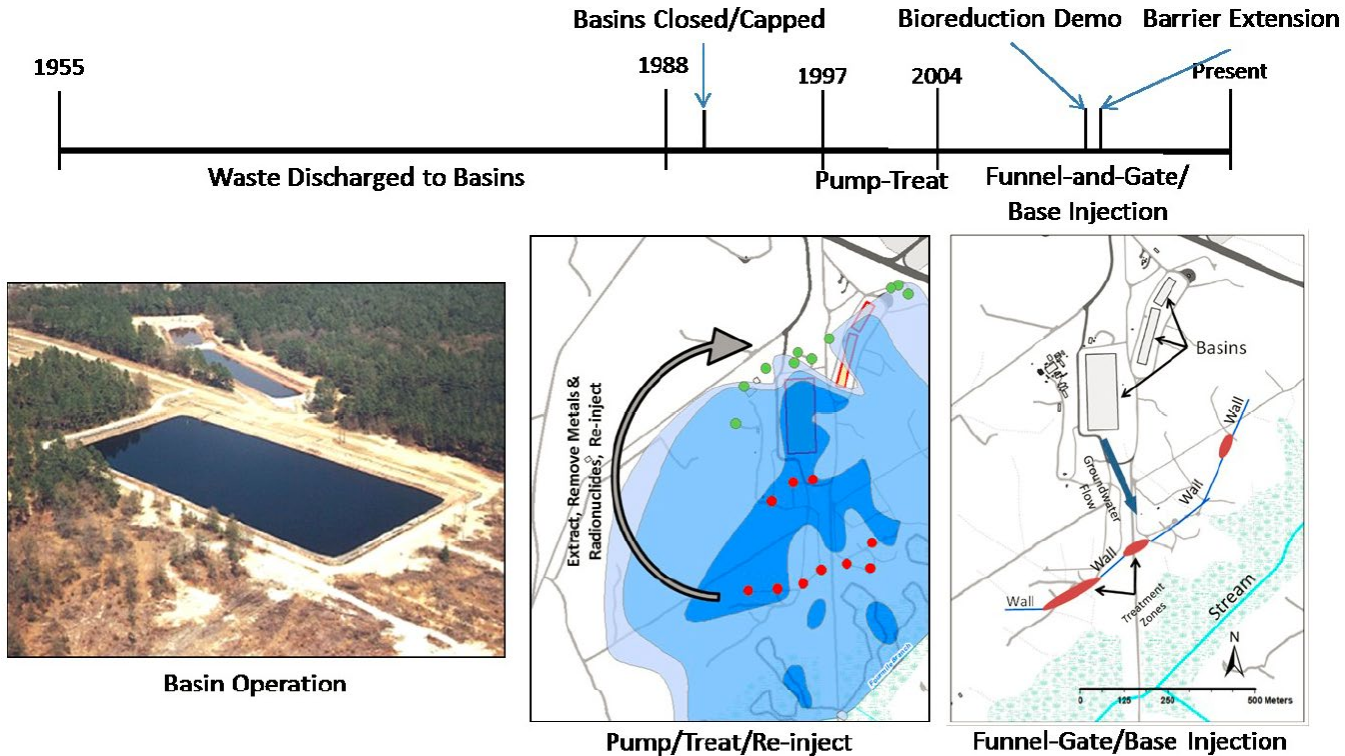 Basins Closed/Capped
Bioreduction Demo
Barrier Extension
1955
1988
1997
2004
Present
Waste Discharged to Basins
Pump-Treat
Funnel-and-Gate/
Base Injection
Basin Operation
Extract, Remove Metals &
Radionuclides, Re-inject
Fourmile Branch
Pump/Treat/Re-inject
Basins
Groundwater
Flow
Wall
Wall
Wall
Wall
Treatment
Zones
Stream
N
0 125 250 500 Meters
Funnel-Gate/Base Injection